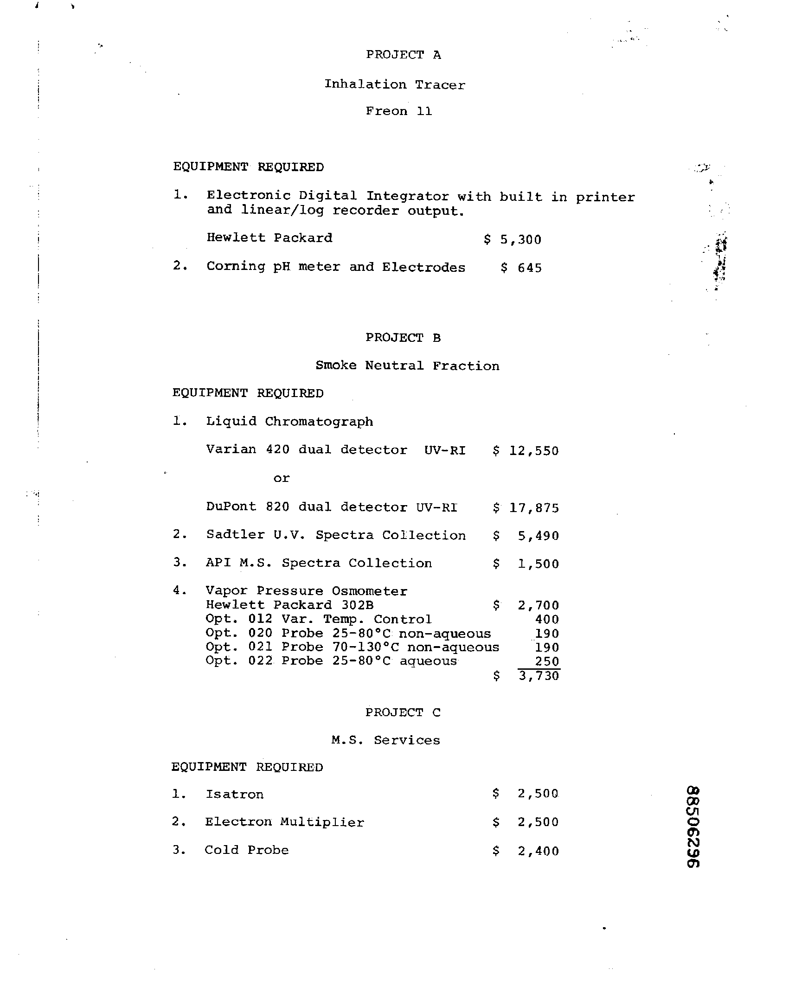 PROJECT A
Inhalation Tracer
Freon 11
EQUIPMENT REQUIRED
1. Electronic Digital Integrator with built in printer
and linear/log recorder output.
Hewlett Packard $ 5,300
2. Corning pH meter and Electrodes $ 645
PROJECT B
Smoke Neutral Fraction
EQUIPMENT REQUIRED
1. Liquid Chromatograph
Varian 420 dual detector UV-RI $ 12,550
or
DuPont 820 dual detector UV-RI $ 17,875
2. Sadtler U.V. Spectra Collection $ 5,490
3. API M.S. Spectra Collection $ 1,500
4. Vapor Pressure Osmometer
Hewlett Packard 302B $ 2,700
Opt. 012 Var. Temp. Control 400
Opt. 020 Probe 25-80°C non-aqueous 190
Opt. 021 Probe 70-130°C non-aqueous 190
Opt. 022 Probe 25-80°C aqueous 250
$ 3,730
PROJECT C
M.S. Services
EQUIPMENT REQUIRED
1. Isatron $ 2,500
2. Electron Multiplier $ 2,500
3. Cold Probe $ 2,400
88506296